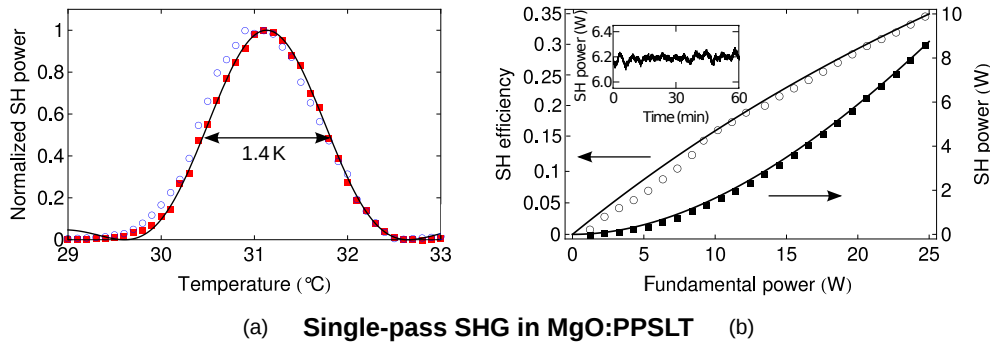 Normalized SH power
1
0.8
0.6
0.4
0.2
0
1.4 K
29 30 31 32 33
Temperature (°C)
SH efficiency
0.35
0.3
0.25
0.2
0.15
0.1
0.05
0
SH power (W)
6.4
6.2
6.0
0 30 60
Time (min)
10
8
6
4
2
0
SH power (W)
0 5 10 15 20 25
Fundamental power (W)
(a) Single-pass SHG in MgO:PPSLT (b)